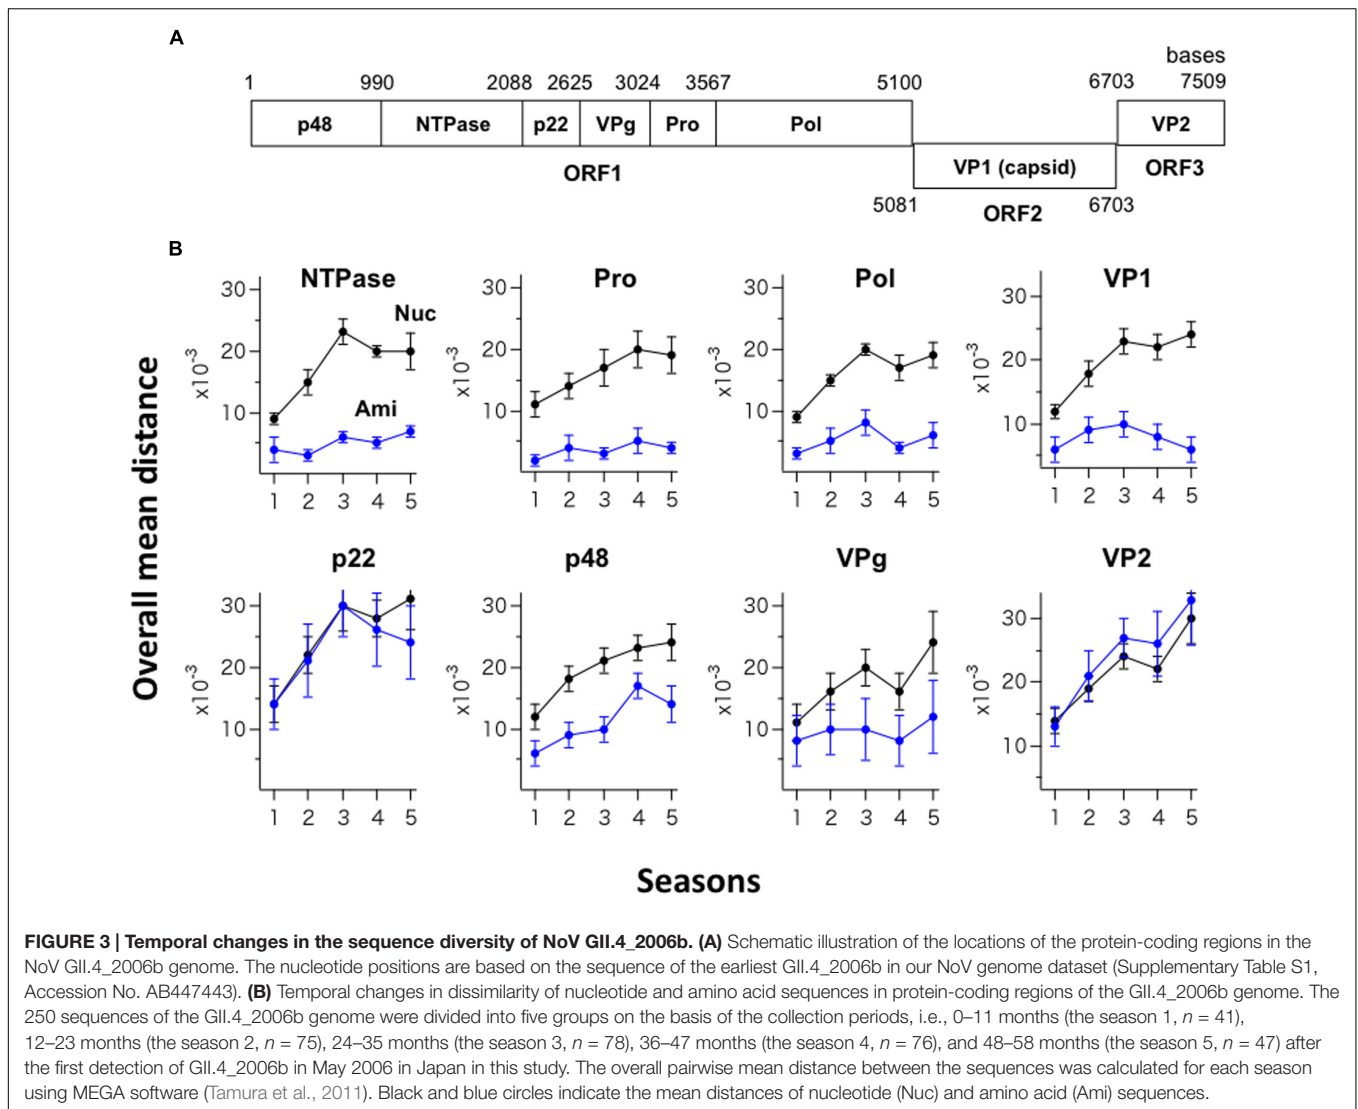 A
bases
1 990 2088 2625 3024 3567 5100 6703 7509
p48 NTPase p22 VPg Pro Pol VP2
VP1 (capsid)
ORF1 ORF3
5081 6703
ORF2
B
Overall mean distance
NTPase Pro Pol VP1
30 30 30 30
Nuc
20 20 20 20
x10-3 x10-3 x10-3 x10-3
Ami
10 10 10 10
1 2 3 4 5 1 2 3 4 5 1 2 3 4 5 1 2 3 4 5
p22 p48 VPg VP2
30 30 30 30
20 20 20 20
x10-3 x10-3 x10-3 x10-3
10 10 10 10
1 2 3 4 5 1 2 3 4 5 1 2 3 4 5 1 2 3 4 5
Seasons
FIGURE 3 | Temporal changes in the sequence diversity of NoV GII.4_2006b. (A) Schematic illustration of the locations of the protein-coding regions in the
NoV GII.4_2006b genome. The nucleotide positions are based on the sequence of the earliest GII.4_2006b in our NoV genome dataset (Supplementary Table S1,
Accession No. AB447443). (B) Temporal changes in dissimilarity of nucleotide and amino acid sequences in protein-coding regions of the GII.4_2006b genome. The
250 sequences of the GII.4_2006b genome were divided into five groups on the basis of the collection periods, i.e., 0–11 months (the season 1, n = 41),
12–23 months (the season 2, n = 75), 24–35 months (the season 3, n = 78), 36–47 months (the season 4, n = 76), and 48–58 months (the season 5, n = 47) after
the first detection of GII.4_2006b in May 2006 in Japan in this study. The overall pairwise mean distance between the sequences was calculated for each season
using MEGA software (Tamura et al., 2011). Black and blue circles indicate the mean distances of nucleotide (Nuc) and amino acid (Ami) sequences.